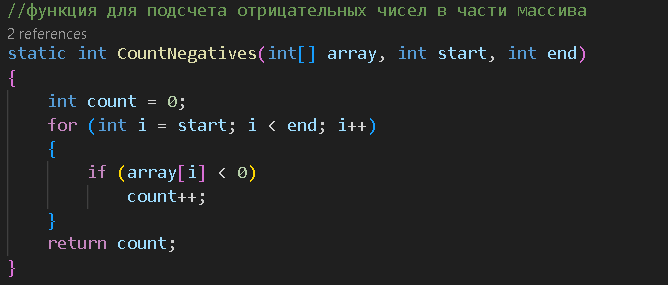 //функция для подсчета отрицательных чисел в части массива
2 references
static int CountNegatives(int[] array, int start, int end)
{
    int count = 0;
    for (int i = start; i < end; i++)
    {
        if (array[i] < 0)
            count++;
    }
    return count;
}